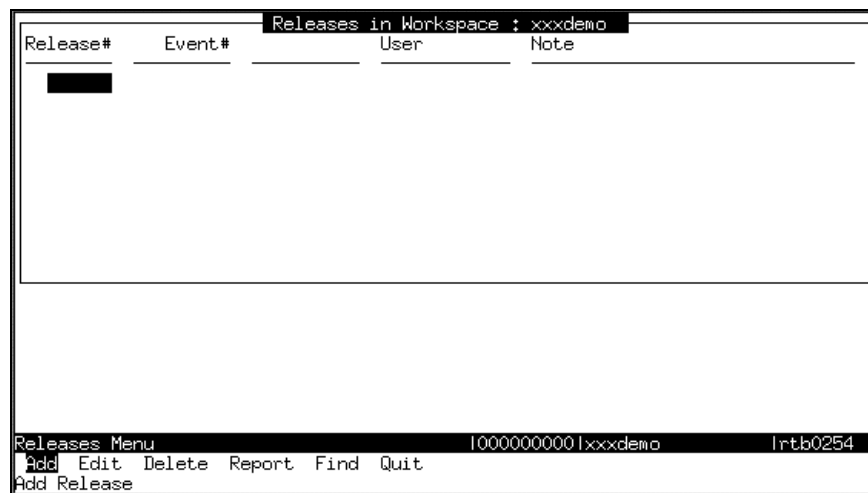 Releases in Workspace : xxxdemo
Release# Event# User Note
Releases Menu |000000000|xxxdemo |rtb0254
Add Edit Delete Report Find Quit
Add Release